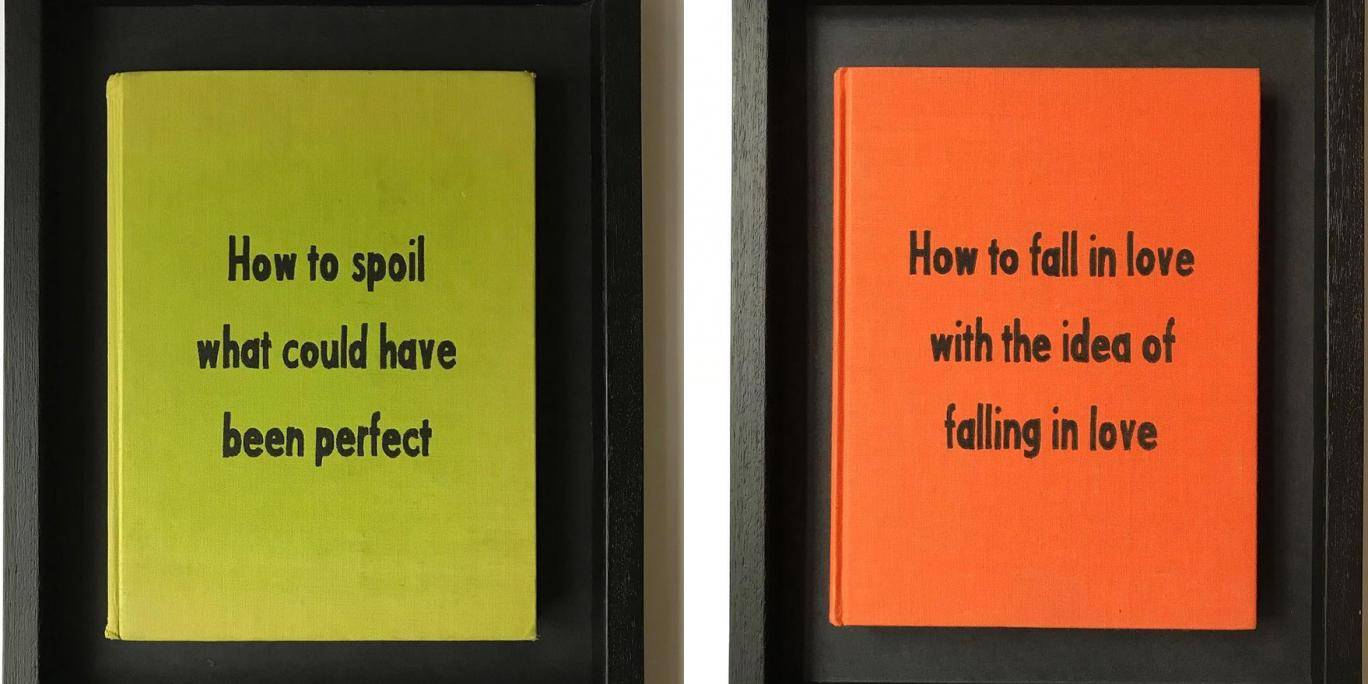 How to spoil
what could have
been perfect
How to fall in love
with the idea of
falling in love